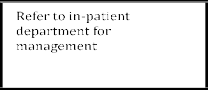 Refer to in-patient
department for
management